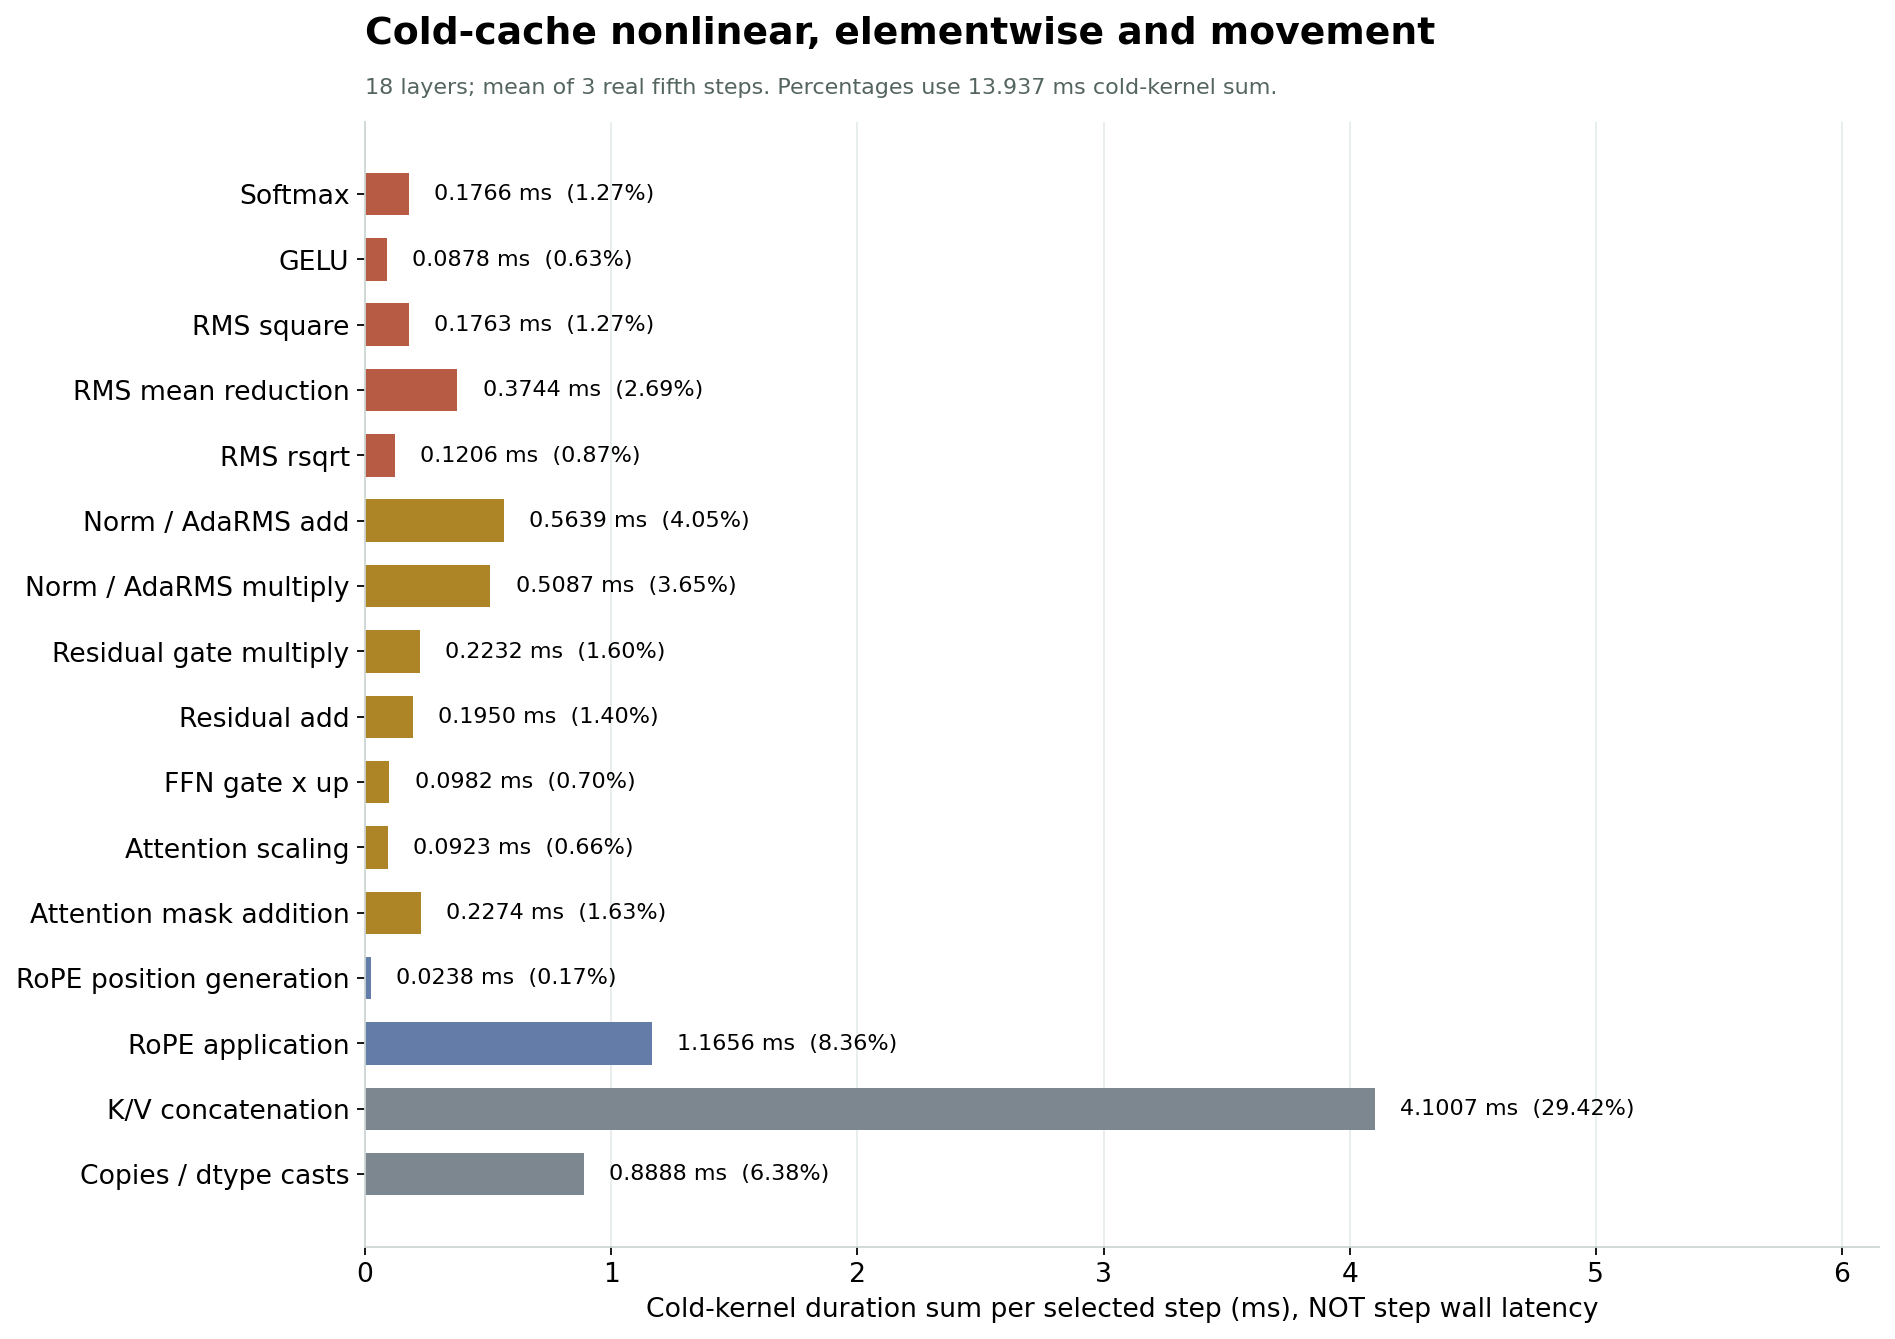 Cold-cache nonlinear, elementwise and movement
18 layers; mean of 3 real fifth steps. Percentages use 13.937 ms cold-kernel sum.
Softmax 0.1766 ms (1.27%)
GELU 0.0878 ms (0.63%)
RMS square 0.1763 ms (1.27%)
RMS mean reduction 0.3744 ms (2.69%)
RMS rsqrt 0.1206 ms (0.87%)
Norm / AdaRMS add 0.5639 ms (4.05%)
Norm / AdaRMS multiply 0.5087 ms (3.65%)
Residual gate multiply 0.2232 ms (1.60%)
Residual add 0.1950 ms (1.40%)
FFN gate x up 0.0982 ms (0.70%)
Attention scaling 0.0923 ms (0.66%)
Attention mask addition 0.2274 ms (1.63%)
RoPE position generation 0.0238 ms (0.17%)
RoPE application 1.1656 ms (8.36%)
K/V concatenation 4.1007 ms (29.42%)
Copies / dtype casts 0.8888 ms (6.38%)
0 1 2 3 4 5 6
Cold-kernel duration sum per selected step (ms), NOT step wall latency